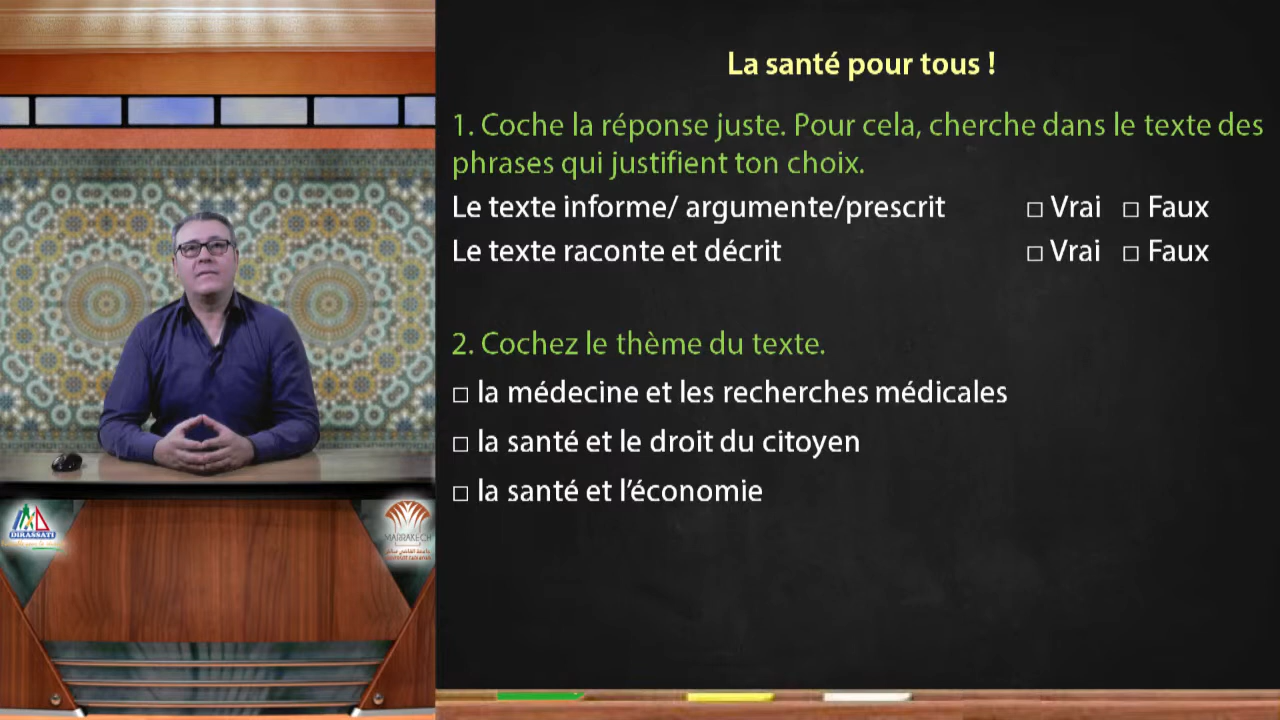 La santé pour tous !
1. Coche la réponse juste. Pour cela, cherche dans le texte des
phrases qui justifient ton choix.
Le texte informe/ argumente/prescrit □ Vrai □ Faux
Le texte raconte et décrit □ Vrai □ Faux
2. Cochez le thème du texte.
□ la médecine et les recherches médicales
□ la santé et le droit du citoyen
□ la santé et l’économie
DIRASSATI
MARRAKECH